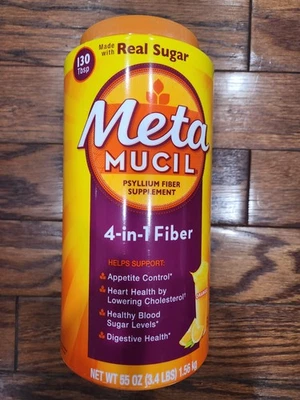 130
Tbsp
Made
with Real Sugar
Meta
MUCIL
PSYLLIUM FIBER
SUPPLEMENT
4-in-1 Fiber
HELPS SUPPORT:
Appetite Control*
Heart Health by
Lowering Cholesterol*
Healthy Blood
Sugar Levels*
Digestive Health*
NET WT 55 OZ (3.4 LBS) 1.56 kg